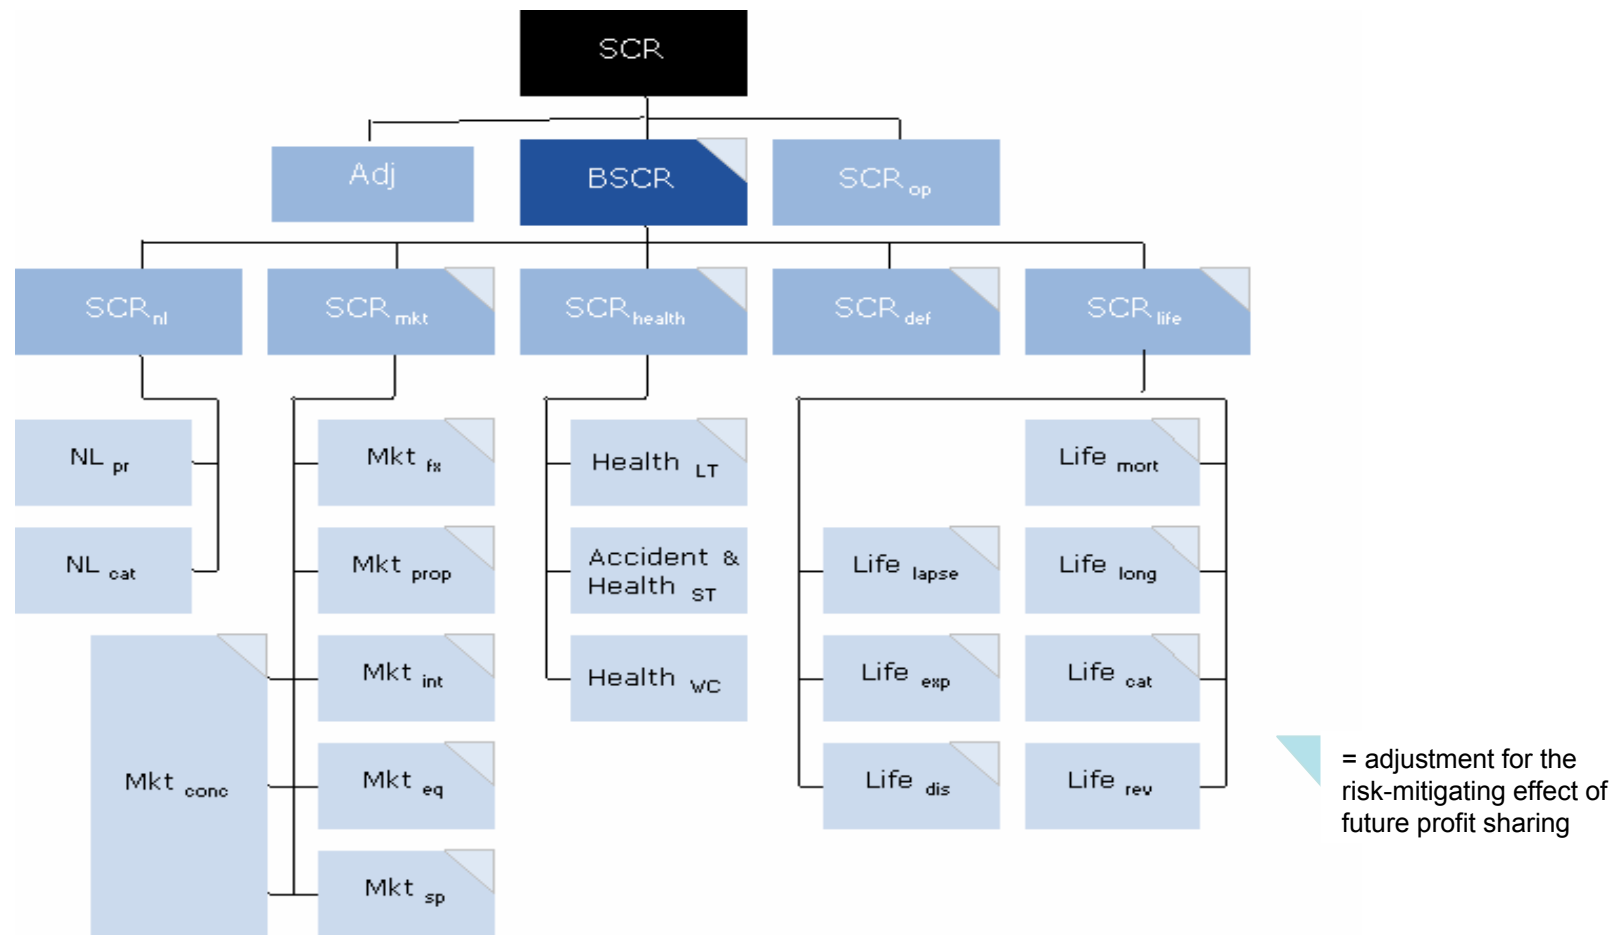 SCR
Adj
BSCR
SCR op
SCR nl
SCR mkt
SCR health
SCR def
SCR life
NL pr
Mkt fx
Health LT
Life mort
NL cat
Mkt prop
Accident &
Health ST
Life lapse
Life long
Mkt conc
Mkt int
Health WC
Life exp
Life cat
Mkt eq
Life dis
Life rev
Mkt sp
= adjustment for the
risk-mitigating effect of
future profit sharing